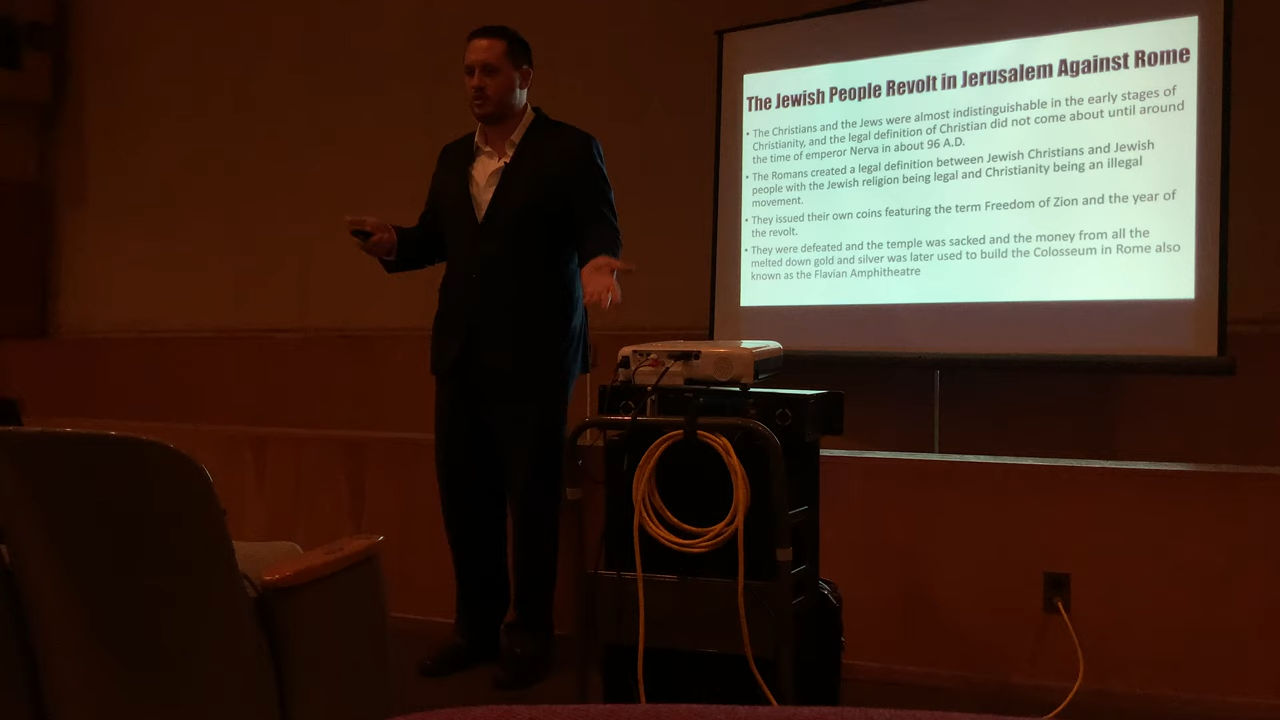 The Jewish People Revolt in Jerusalem Against Rome
• The Christians and the Jews were almost indistinguishable in the early stages of
Christianity, and the legal definition of Christian did not come about until around
the time of emperor Nerva in about 96 A.D.
• The Romans created a legal definition between Jewish Christians and Jewish
people with the Jewish religion being legal and Christianity being an illegal
movement.
• They issued their own coins featuring the term Freedom of Zion and the year of
the revolt.
• They were defeated and the temple was sacked and the money from all the
melted down gold and silver was later used to build the Colosseum in Rome also
known as the Flavian Amphitheatre